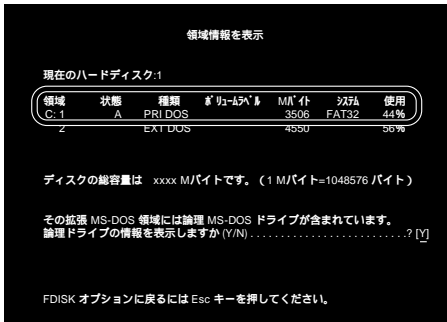 領域情報を表示
現在のハードディスク:1
領域 状態 種類 ﾎﾞﾘｭｰﾑﾗﾍﾞﾙ Mﾊﾞｲﾄ ｼｽﾃﾑ 使用
C: 1 A PRI DOS 3506 FAT32 44%
2 EXT DOS 4550 56%
ディスクの総容量は xxxx Mバイトです。（1 Mバイト=1048576 バイト）
その拡張 MS-DOS 領域には論理 MS-DOS ドライブが含まれています。
論理ドライブの情報を表示しますか (Y/N) . . . . . . . . . . . . . . . . . . . . . . . . . .? [Y]
FDISK オプションに戻るには Esc キーを押してください。